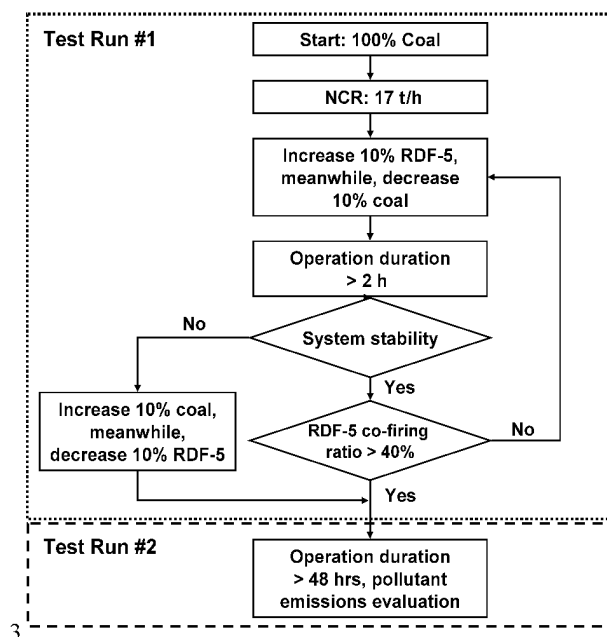 Test Run #1
Start: 100% Coal
NCR: 17 t/h
Increase 10% RDF-5,
meanwhile, decrease
10% coal
Operation duration
> 2 h
No
System stability
Yes
Increase 10% coal,
meanwhile,
decrease 10% RDF-5
RDF-5 co-firing
ratio > 40%
No
Yes
Test Run #2
Operation duration
> 48 hrs, pollutant
emissions evaluation
3